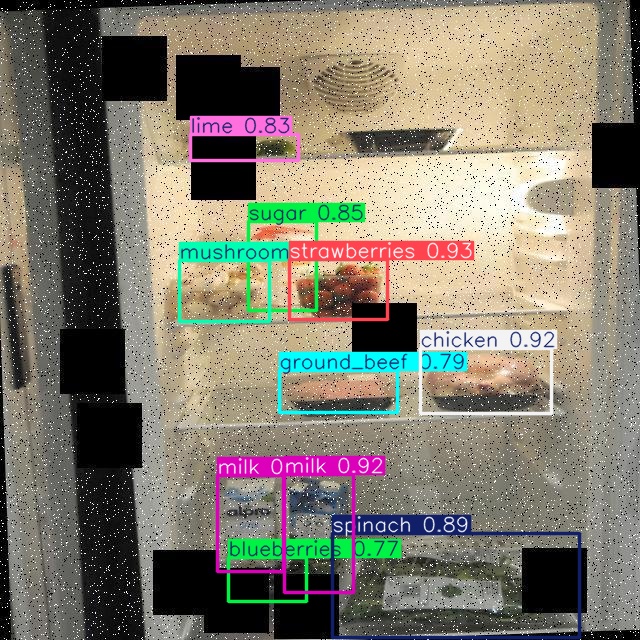 lime 0.83
sugar 0.85
mushroom
strawberries 0.93
chicken 0.92
ground_beef 0.79
milk 0
milk 0.92
alpro
spinach 0.89
blueberries 0.77